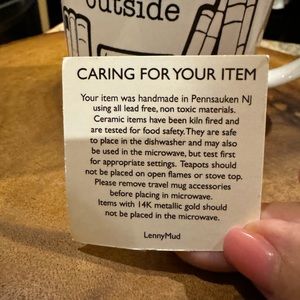 outside
CARING FOR YOUR ITEM
Your item was handmade in Pennsauken NJ
using all lead free, non toxic materials.
Ceramic items have been kiln fired and
are tested for food safety. They are safe
to place in the dishwasher and may also
be used in the microwave, but test first
for appropriate settings. Teapots should
not be placed on open flames or stove top.
Please remove travel mug accessories
before placing in microwave.
Items with 14K metallic gold should
not be placed in the microwave.
LennyMud